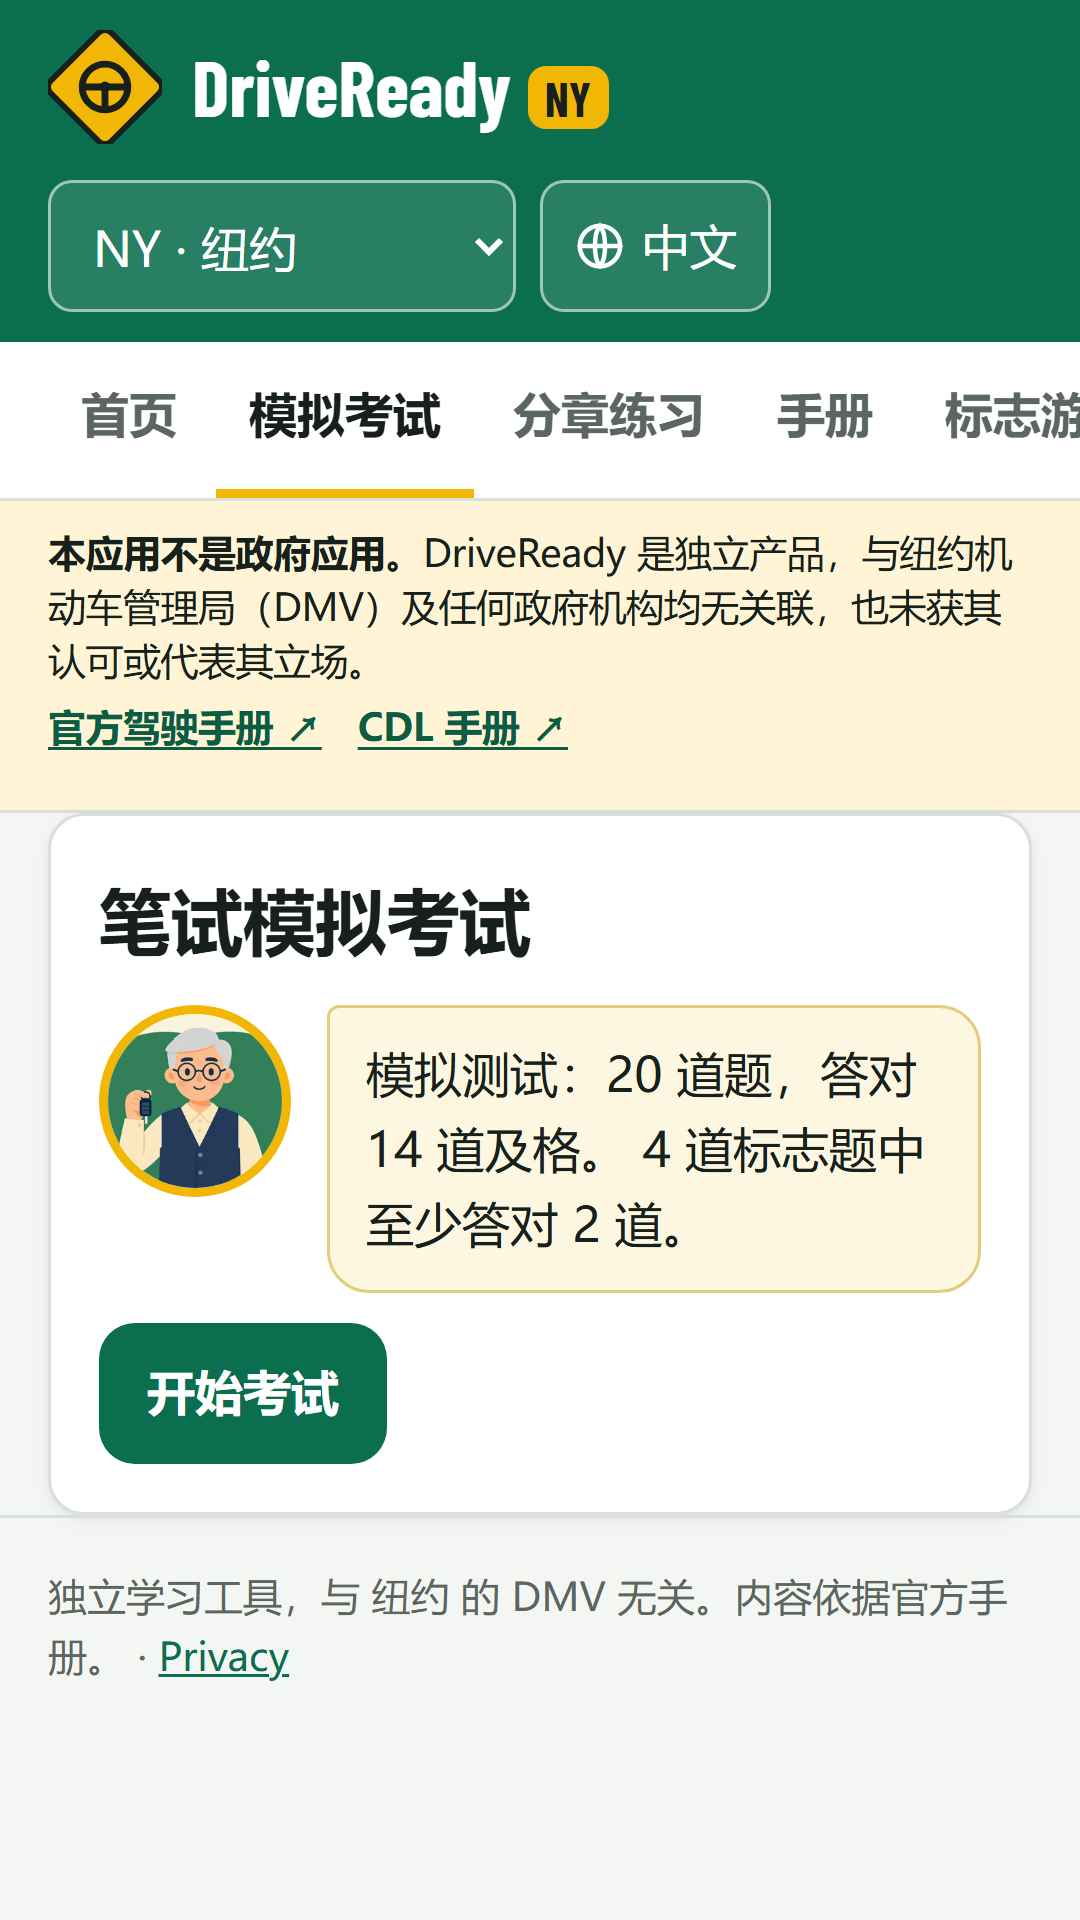 DriveReady NY
NY · 纽约
中文
首页 模拟考试 分章练习 手册 标志游
本应用不是政府应用。DriveReady 是独立产品，与纽约机
动车管理局（DMV）及任何政府机构均无关联，也未获其
认可或代表其立场。
官方驾驶手册 ↗ CDL 手册 ↗
笔试模拟考试
模拟测试：20 道题，答对
14 道及格。 4 道标志题中
至少答对 2 道。
开始考试
独立学习工具，与 纽约 的 DMV 无关。内容依据官方手
册。 · Privacy